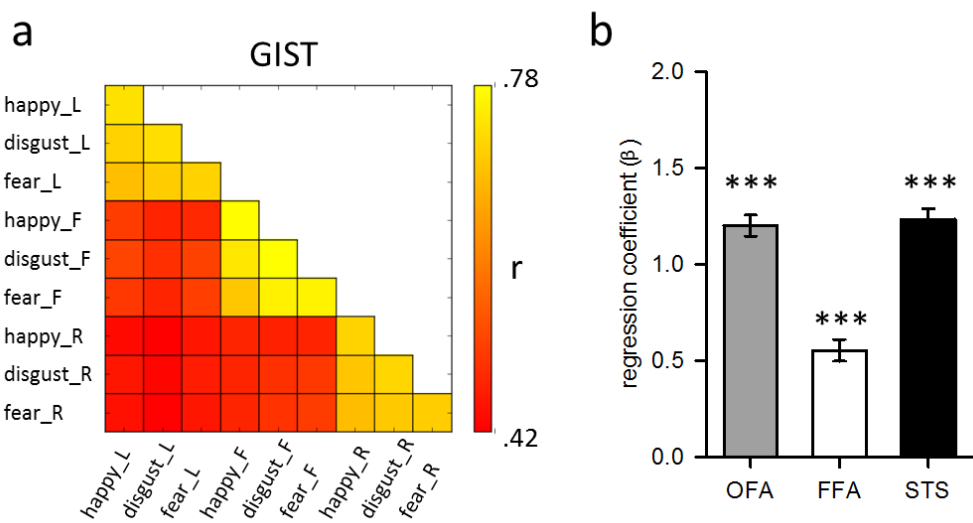 a
GIST
happy_L
disgust_L
fear_L
happy_F
disgust_F
fear_F
happy_R
disgust_R
fear_R
happy_L
disgust_L
fear_L
happy_F
disgust_F
fear_F
happy_R
disgust_R
fear_R
.78
r
.42
b
regression coefficient (β)
2.0
1.5
1.0
0.5
0.0
***
***
***
OFA
FFA
STS